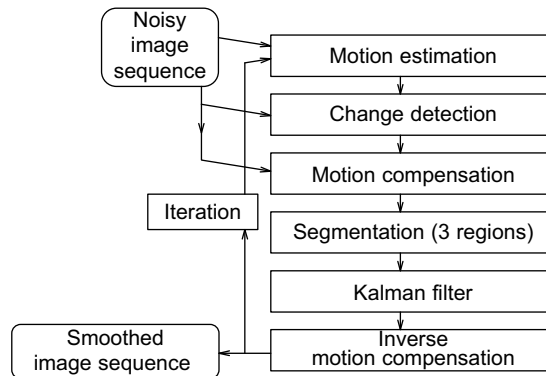 Noisy
image
sequence
Motion estimation
Change detection
Motion compensation
Iteration
Segmentation (3 regions)
Kalman filter
Smoothed
image sequence
Inverse
motion compensation